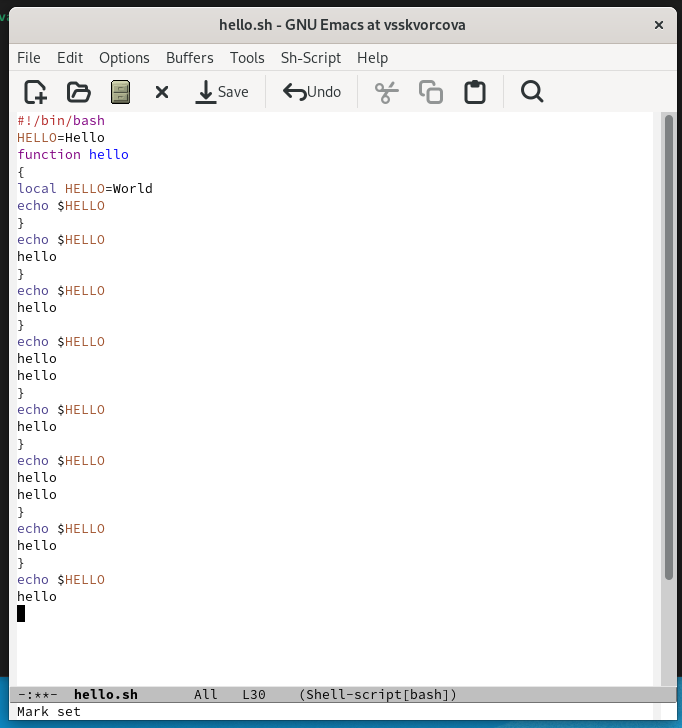 hello.sh - GNU Emacs at vsskvorcova
File Edit Options Buffers Tools Sh-Script Help
Save Undo
#!/bin/bash
HELLO=Hello
function hello
{
local HELLO=World
echo $HELLO
}
echo $HELLO
hello
}
echo $HELLO
hello
}
echo $HELLO
hello
hello
}
echo $HELLO
hello
}
echo $HELLO
hello
hello
}
echo $HELLO
hello
}
echo $HELLO
hello
-:**- hello.sh All L30 (Shell-script[bash])
Mark set